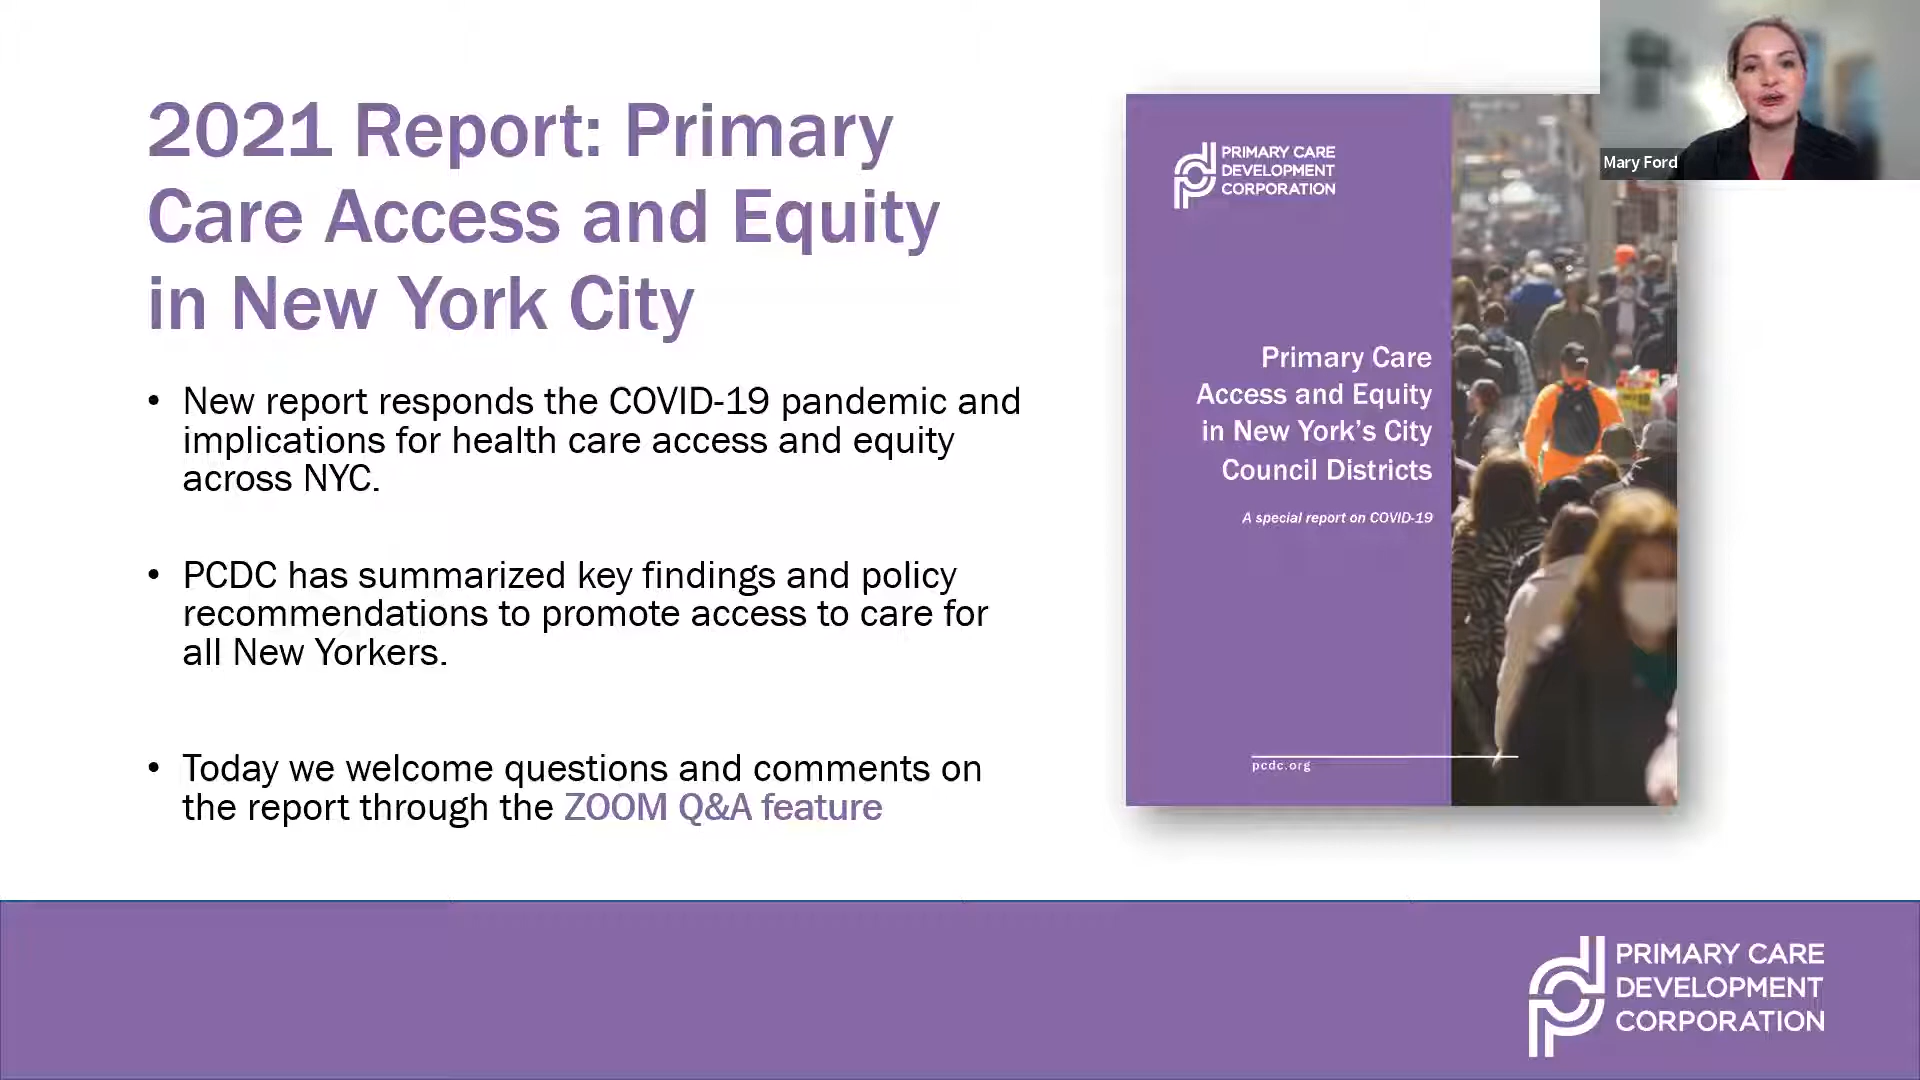 2021 Report: Primary
Care Access and Equity
in New York City
• New report responds the COVID-19 pandemic and
implications for health care access and equity
across NYC.
• PCDC has summarized key findings and policy
recommendations to promote access to care for
all New Yorkers.
• Today we welcome questions and comments on
the report through the ZOOM Q&A feature
PRIMARY CARE
DEVELOPMENT
CORPORATION
Primary Care
Access and Equity
in New York’s City
Council Districts
A special report on COVID-19
pcdc.org
Mary Ford
PRIMARY CARE
DEVELOPMENT
CORPORATION